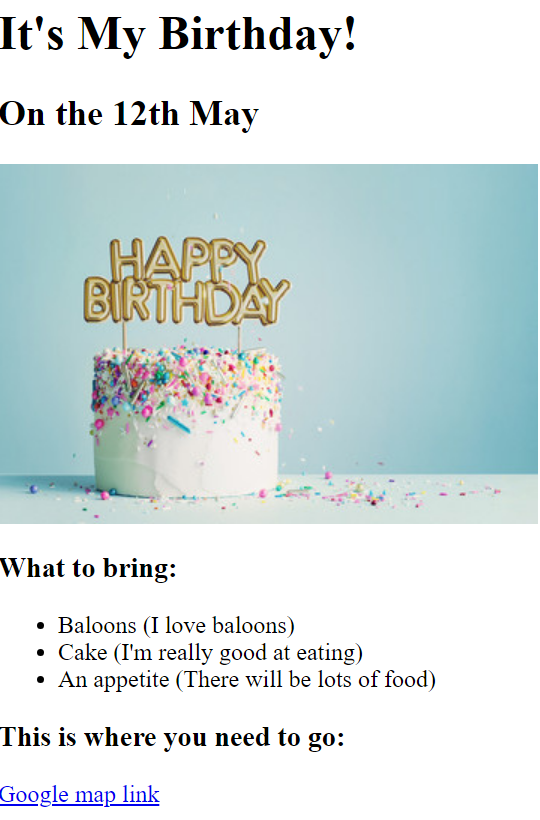 It's My Birthday!
On the 12th May
HAPPY
BIRTHDAY
What to bring:
Baloons (I love baloons)
Cake (I'm really good at eating)
An appetite (There will be lots of food)
This is where you need to go:
Google map link